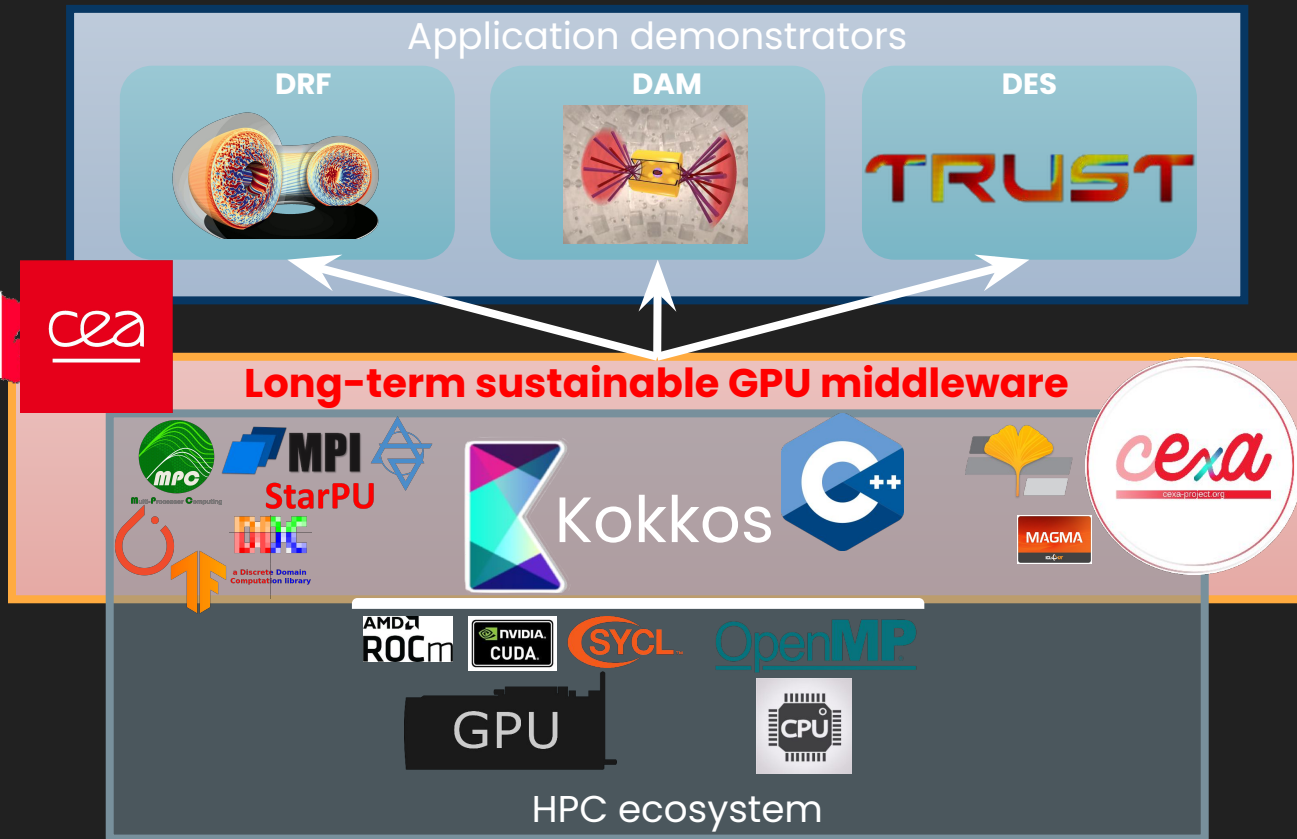 Application demonstrators
DRF
DAM
DES
TRUST
cea
Long-term sustainable GPU middleware
MPC
Multi-Processor Computing
MPI
StarPU
a Discrete Domain
Computation library
Kokkos
C++
MAGMA
cexa
cexa-project.org
AMD
ROCm
NVIDIA.
CUDA.
SYCL™
OpenMP
GPU
CPU
HPC ecosystem